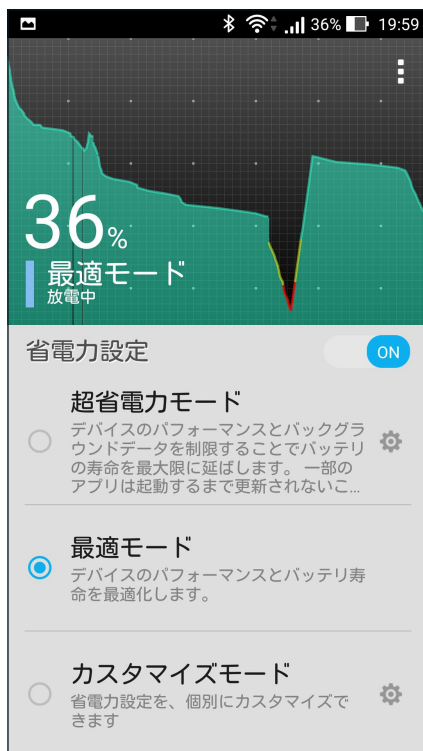 36% 19:59
36%
最適モード
放電中
省電力設定 ON
超省電力モード
デバイスのパフォーマンスとバックグラ
ウンドデータを制限することでバッテリ
の寿命を最大限に延ばします。 一部の
アプリは起動するまで更新されないこ...
最適モード
デバイスのパフォーマンスとバッテリ寿
命を最適化します。
カスタマイズモード
省電力設定を、個別にカスタマイズで
きます